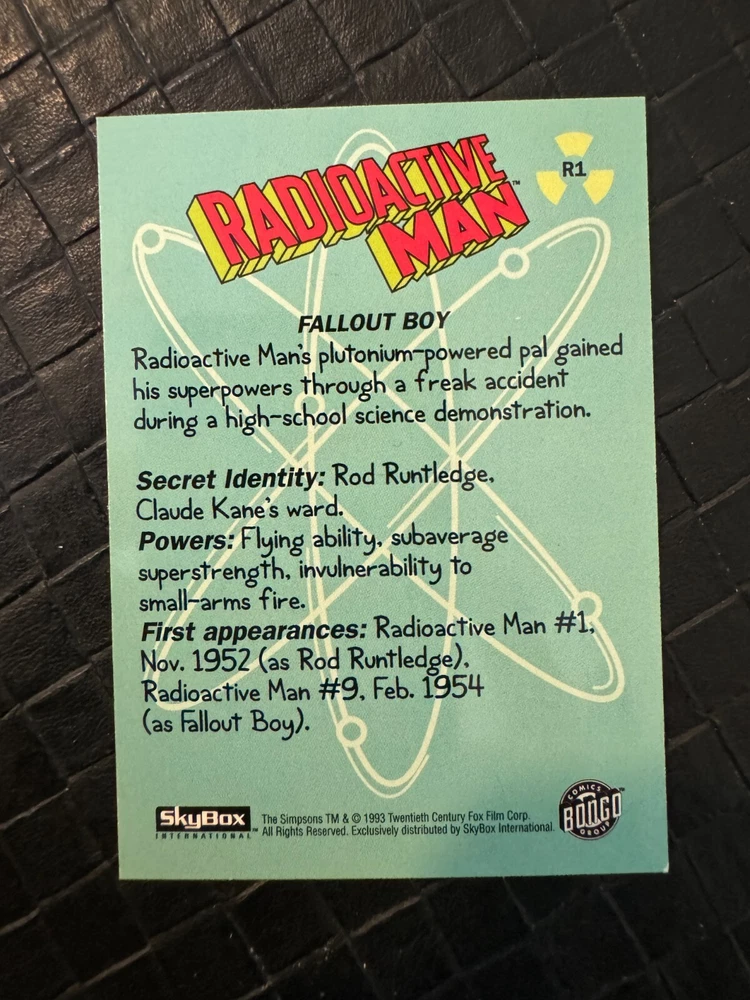 RADIOACTIVE
MAN™
R1
FALLOUT BOY
Radioactive Man's plutonium-powered pal gained
his superpowers through a freak accident
during a high-school science demonstration.
Secret Identity: Rod Runtledge,
Claude Kane's ward.
Powers: Flying ability, subaverage
superstrength, invulnerability to
small-arms fire.
First appearances: Radioactive Man #1,
Nov. 1952 (as Rod Runtledge),
Radioactive Man #9, Feb. 1954
(as Fallout Boy).
SkyBox
INTERNATIONAL™
The Simpsons TM & © 1993 Twentieth Century Fox Film Corp.
All Rights Reserved. Exclusively distributed by SkyBox International.
COMICS
BONGO™
GROUP